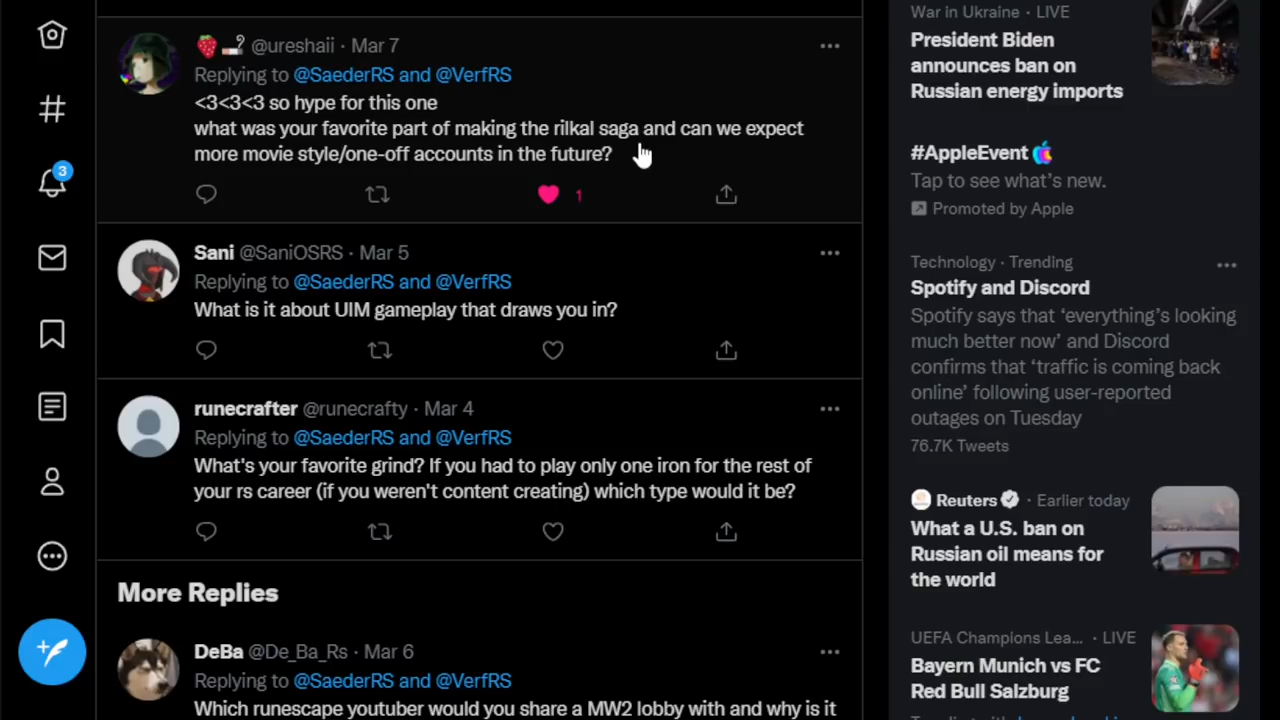 🍓🚬 @ureshaii · Mar 7
Replying to @SaederRS and @VerfRS
<3<3<3 so hype for this one
what was your favorite part of making the rilkal saga and can we expect
more movie style/one-off accounts in the future?
1
Sani @SaniOSRS · Mar 5
Replying to @SaederRS and @VerfRS
What is it about UIM gameplay that draws you in?
runecrafter @runecrafty · Mar 4
Replying to @SaederRS and @VerfRS
What's your favorite grind? If you had to play only one iron for the rest of
your rs career (if you weren't content creating) which type would it be?
More Replies
DeBa @De_Ba_Rs · Mar 6
Replying to @SaederRS and @VerfRS
Which runescape youtuber would you share a MW2 lobby with and why is it
3
War in Ukraine · LIVE
President Biden
announces ban on
Russian energy imports
#AppleEvent
Tap to see what's new.
Promoted by Apple
Technology · Trending
Spotify and Discord
Spotify says that ‘everything’s looking
much better now’ and Discord
confirms that ‘traffic is coming back
online’ following user-reported
outages on Tuesday
76.7K Tweets
Reuters · Earlier today
What a U.S. ban on
Russian oil means for
the world
UEFA Champions Lea... · LIVE
Bayern Munich vs FC
Red Bull Salzburg